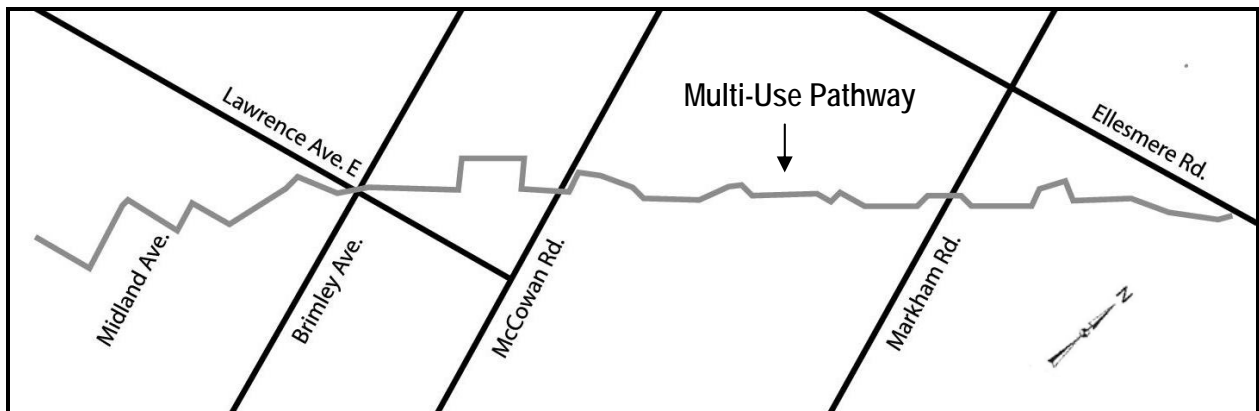 Lawrence Ave. E
Multi-Use Pathway
Ellesmere Rd.
Midland Ave.
Brimley Ave.
McCowan Rd.
Markham Rd.
N